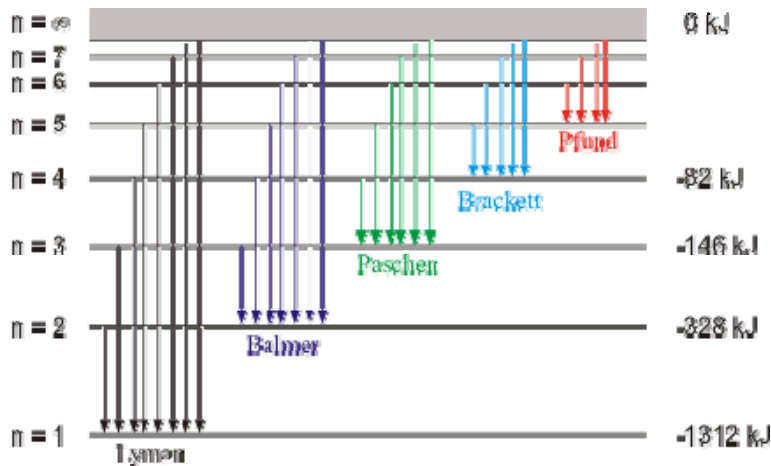 n = ∞ 0 kJ
n = 7
n = 6
n = 5
Pfund
n = 4 -82 kJ
Brackett
n = 3 -146 kJ
Paschen
n = 2 -328 kJ
Balmer
n = 1 -1312 kJ
Lyman